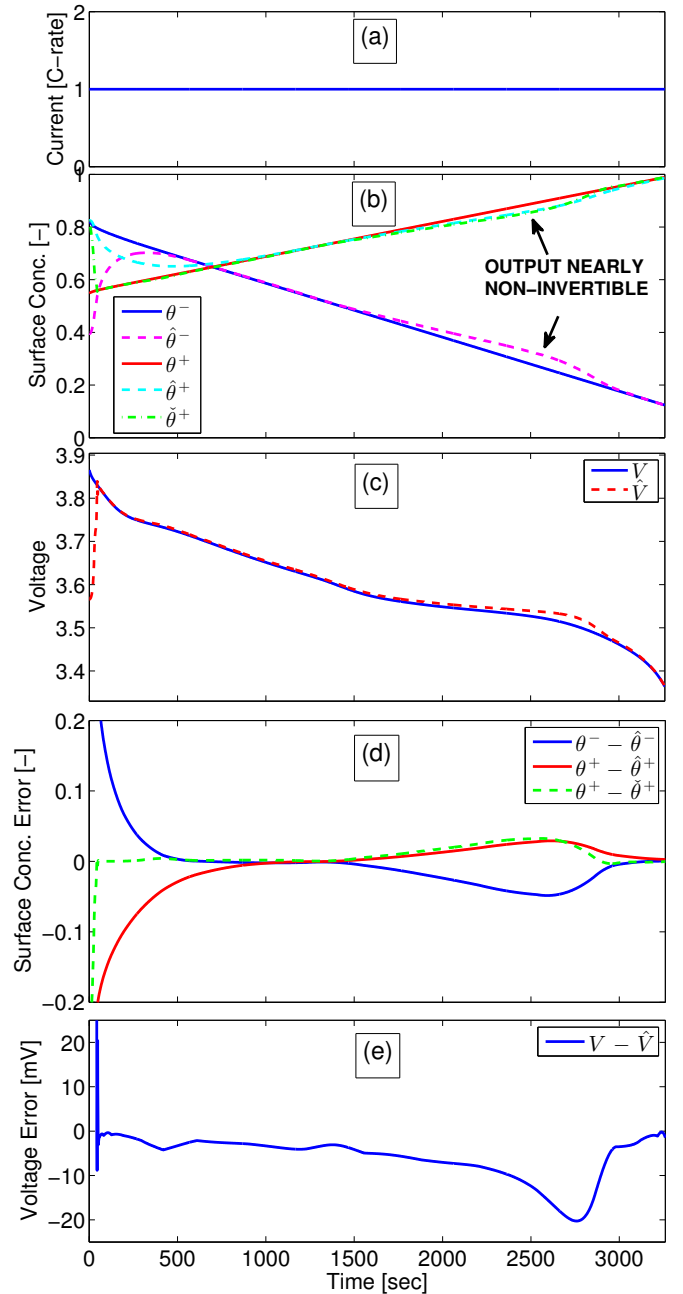 (a)
Current [C-rate]
2
1
0
(b)
Surface Conc. [-]
1
0.8
0.6
0.4
0.2
0
OUTPUT NEARLY
NON-INVERTIBLE
θ⁻
θ̂⁻
θ⁺
θ̂⁺
θ̌⁺
(c)
Voltage
3.9
3.8
3.7
3.6
3.5
3.4
V
V̂
(d)
Surface Conc. Error [-]
0.2
0.1
0
−0.1
−0.2
θ⁻ − θ̂⁻
θ⁺ − θ̂⁺
θ⁺ − θ̌⁺
(e)
Voltage Error [mV]
20
10
0
−10
−20
V − V̂
0 500 1000 1500 2000 2500 3000
Time [sec]